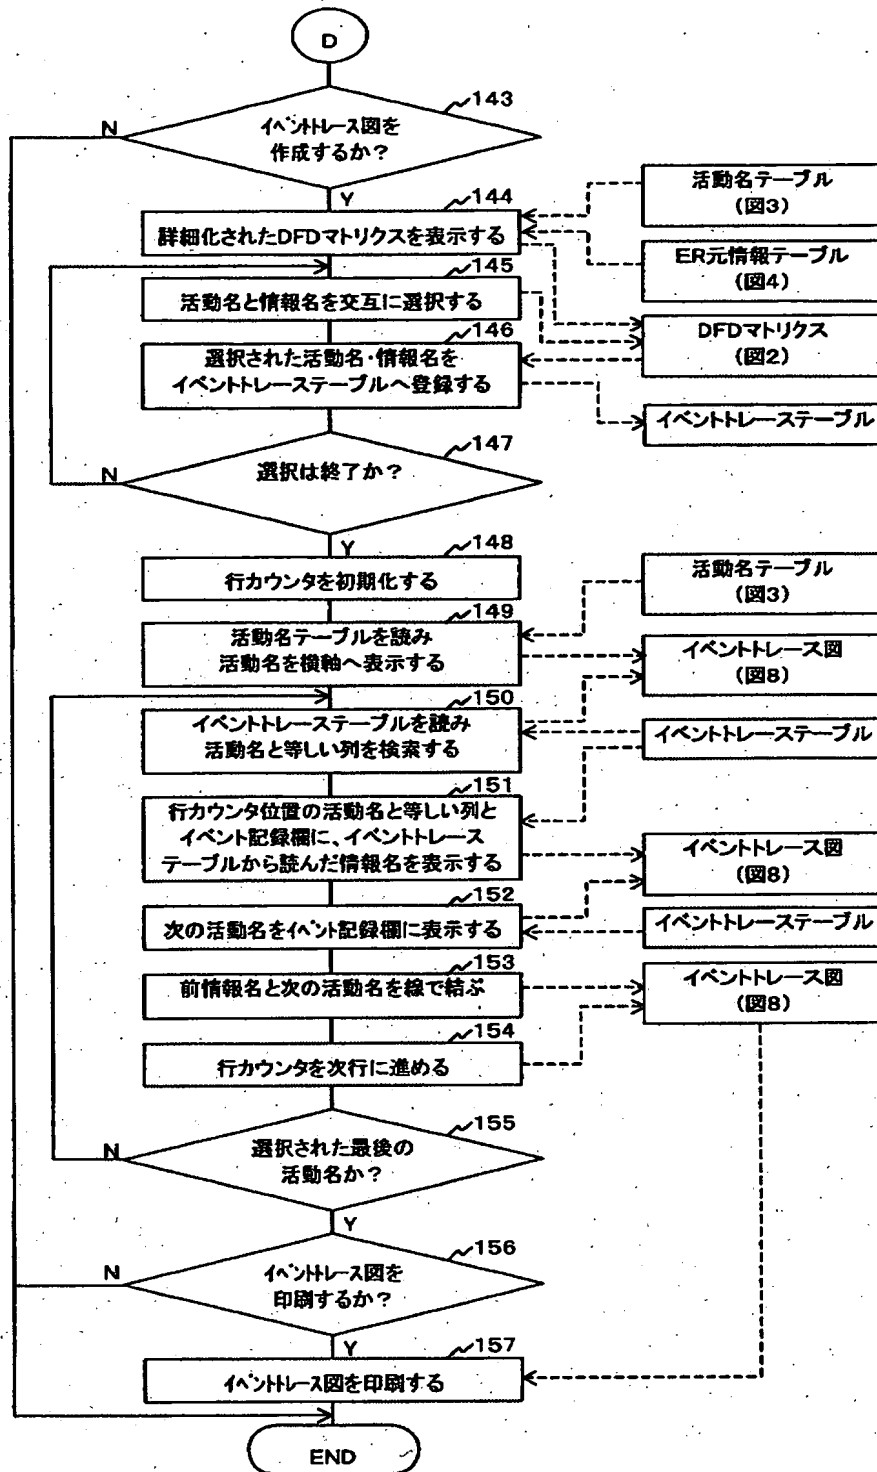 D
143
イベントトレース図を
作成するか?
N
Y
144
詳細化されたDFDマトリクスを表示する
活動名テーブル
(図3)
ER元情報テーブル
(図4)
145
活動名と情報名を交互に選択する
DFDマトリクス
(図2)
146
選択された活動名・情報名を
イベントトレーステーブルへ登録する
イベントトレーステーブル
147
選択は終了か?
N
Y
148
行カウンタを初期化する
活動名テーブル
(図3)
149
活動名テーブルを読み
活動名を横軸へ表示する
イベントトレース図
(図8)
150
イベントトレーステーブルを読み
活動名と等しい列を検索する
イベントトレーステーブル
151
行カウンタ位置の活動名と等しい列と
イベント記録欄に、イベントトレース
テーブルから読んだ情報名を表示する
イベントトレース図
(図8)
152
次の活動名をイベント記録欄に表示する
イベントトレーステーブル
153
前情報名と次の活動名を線で結ぶ
イベントトレース図
(図8)
154
行カウンタを次行に進める
155
選択された最後の
活動名か?
N
Y
156
イベントトレース図を
印刷するか?
N
Y
157
イベントトレース図を印刷する
END